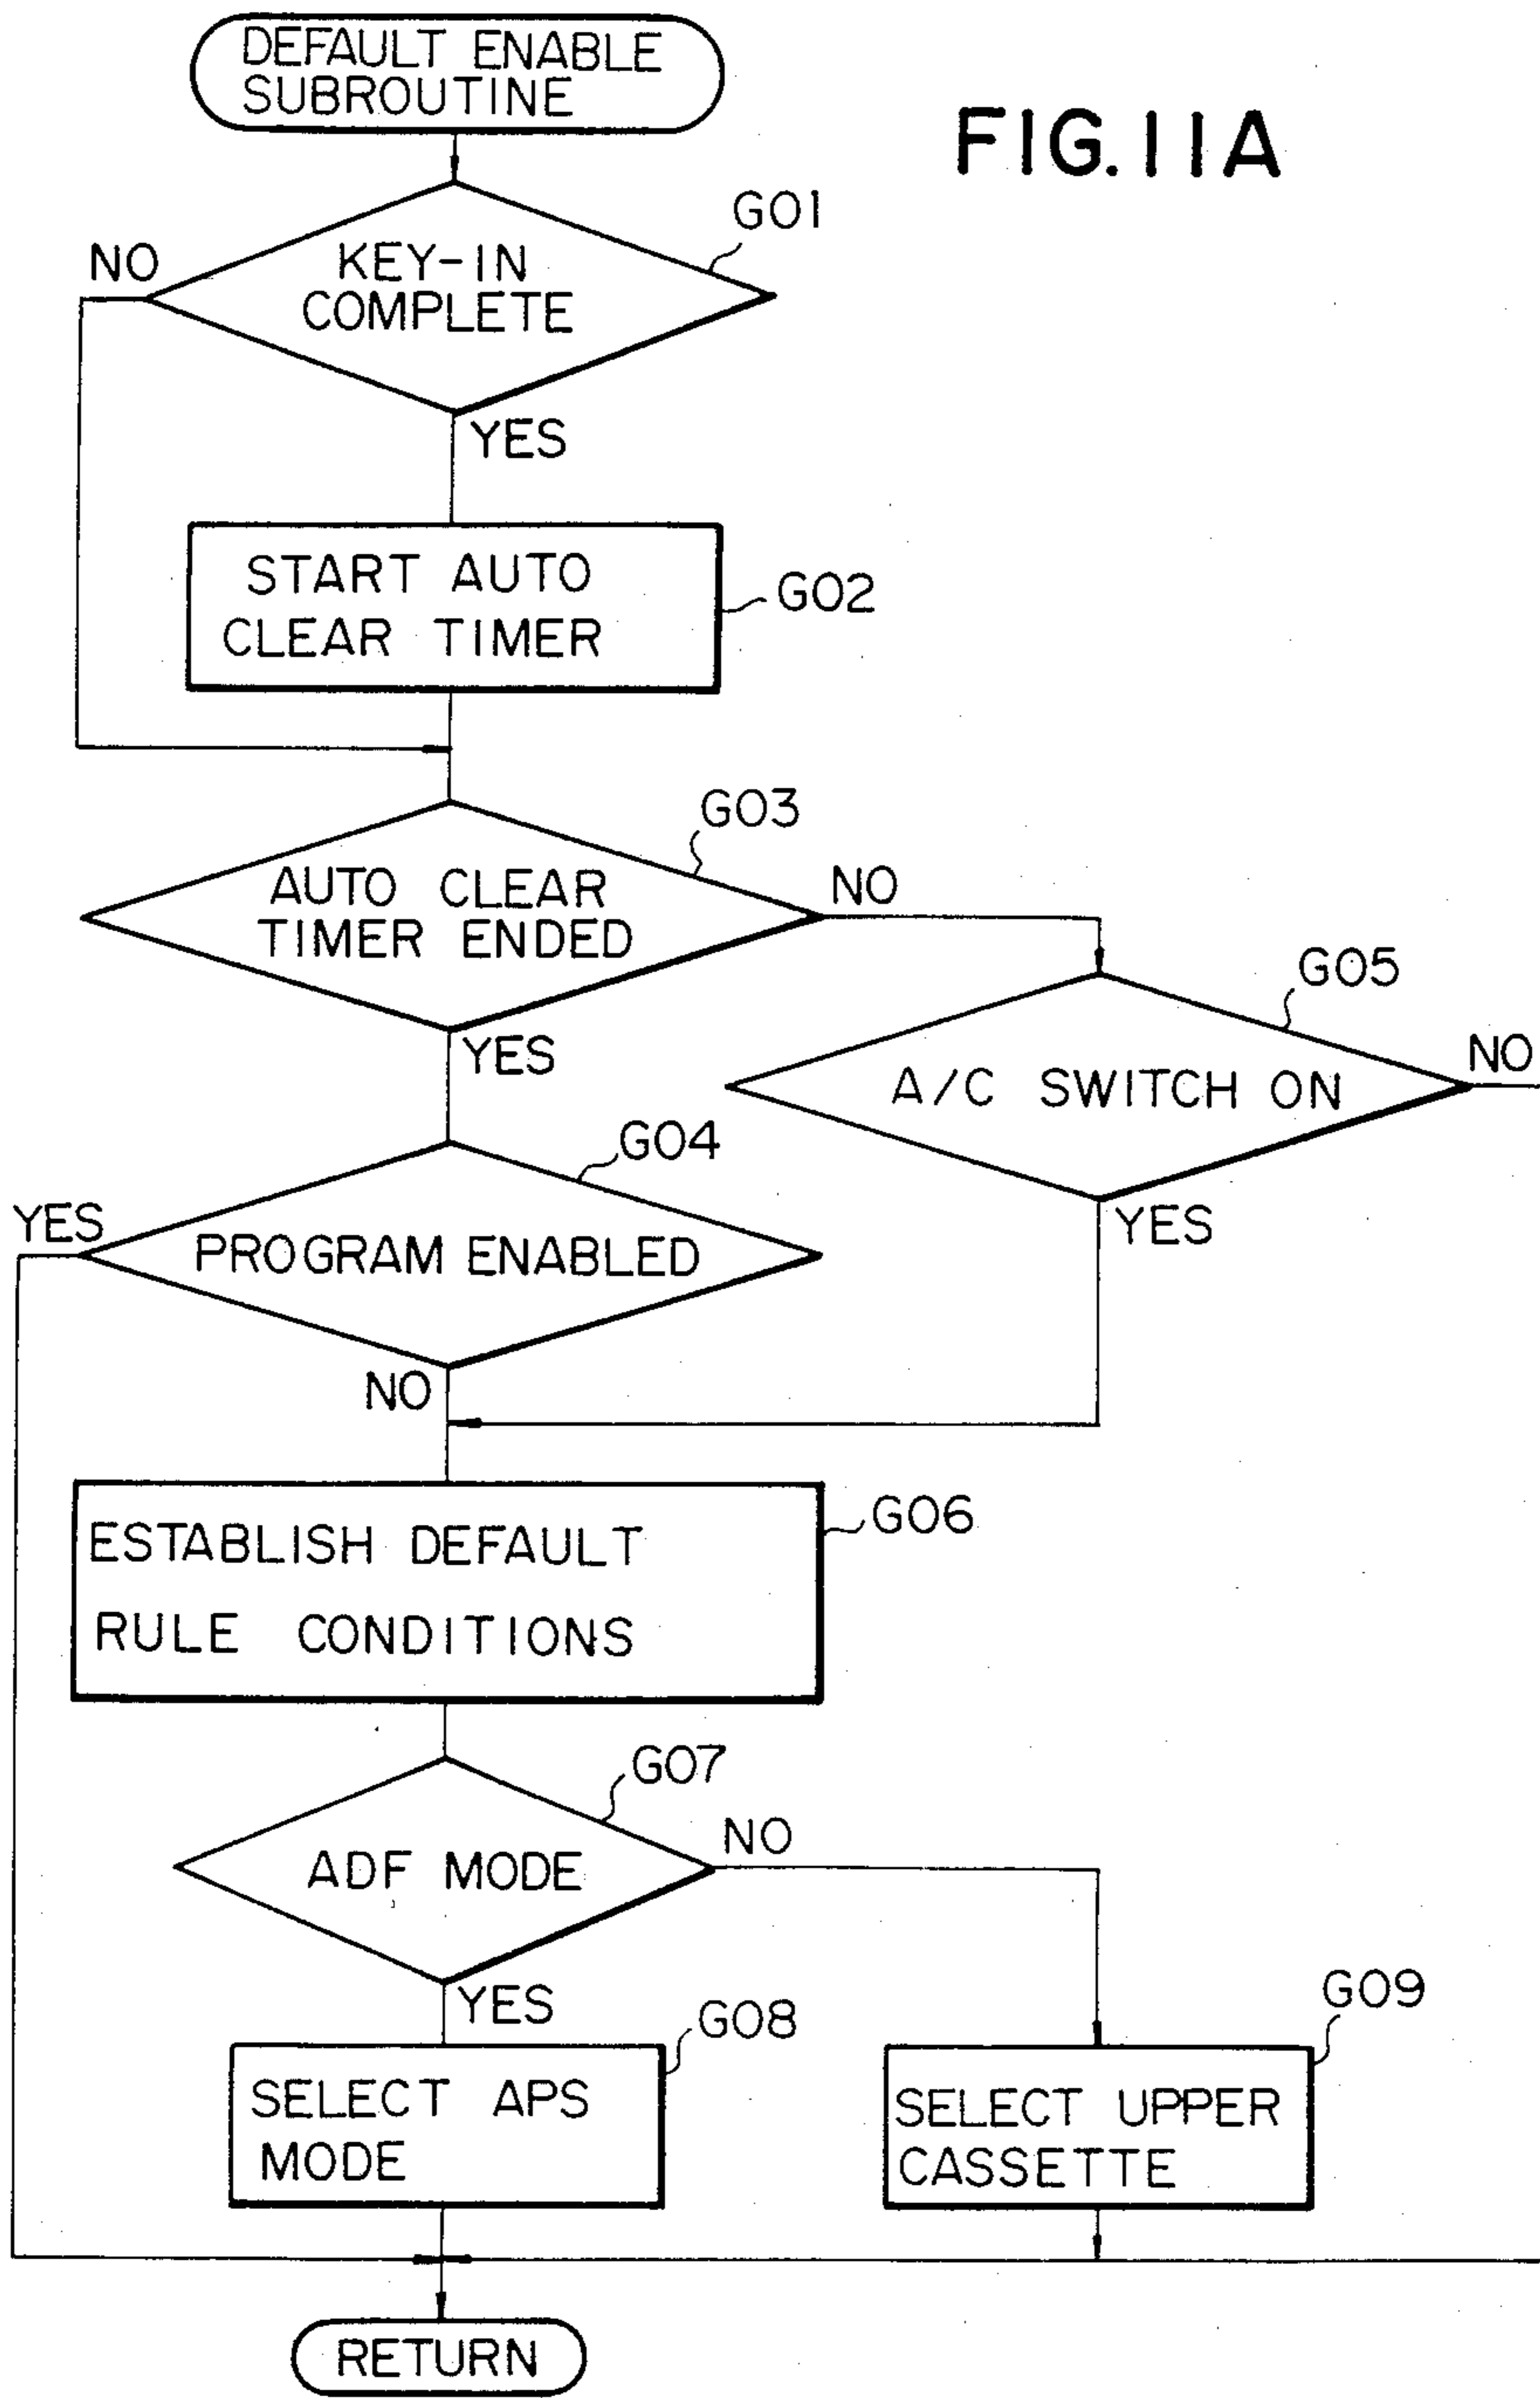 DEFAULT ENABLE
SUBROUTINE
FIG.11A
G01
NO
KEY-IN
COMPLETE
YES
START AUTO
CLEAR TIMER
G02
G03
AUTO CLEAR
TIMER ENDED
NO
G05
YES
A/C SWITCH ON
NO
G04
YES
PROGRAM ENABLED
YES
NO
ESTABLISH DEFAULT
RULE CONDITIONS
G06
G07
ADF MODE
NO
YES
G08
G09
SELECT APS
MODE
SELECT UPPER
CASSETTE
RETURN